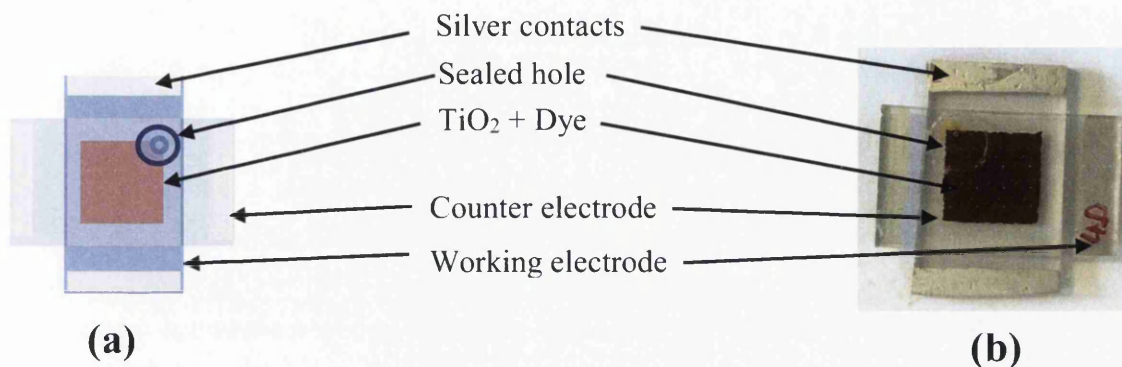 Silver contacts
Sealed hole
TiO₂ + Dye
Counter electrode
Working electrode
(a)
(b)